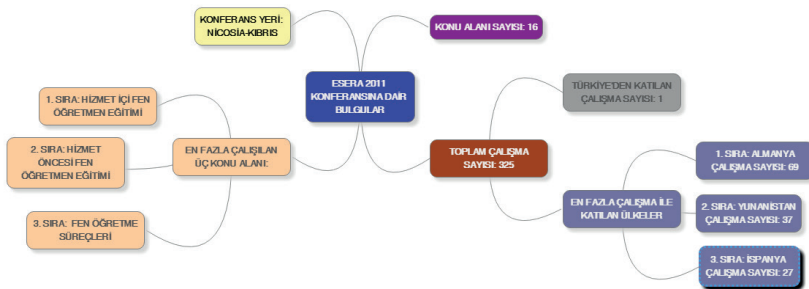 KONFERANS YERİ:
NİCOSİA-KIBRIS
KONU ALANI SAYISI: 16
ESERA 2011
KONFERANSINA DAİR
BULGULAR
TÜRKİYE'DEN KATILAN
ÇALIŞMA SAYISI: 1
1. SIRA: HİZMET İÇİ FEN
ÖĞRETMEN EĞİTİMİ
2. SIRA: HİZMET
ÖNCESİ FEN
ÖĞRETMEN EĞİTİMİ
3. SIRA: FEN ÖĞRETME
SÜREÇLERİ
EN FAZLA ÇALIŞILAN
ÜÇ KONU ALANI:
TOPLAM ÇALIŞMA
SAYISI: 325
EN FAZLA ÇALIŞMA İLE
KATILAN ÜLKELER
1. SIRA: ALMANYA
ÇALIŞMA SAYISI: 69
2. SIRA: YUNANİSTAN
ÇALIŞMA SAYISI: 37
3. SIRA: İSPANYA
ÇALIŞMA SAYISI: 27